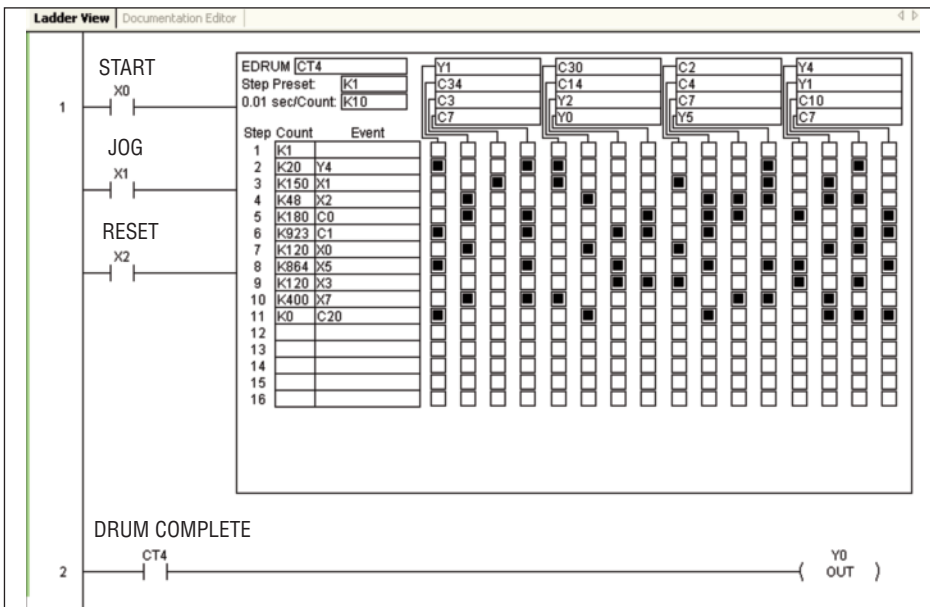 Ladder View Documentation Editor
START
X0
1
JOG
X1
RESET
X2
EDRUM CT4
Step Preset: K1
0.01 sec/Count: K10
Step Count Event
1 K1
2 K20 Y4
3 K150 X1
4 K48 X2
5 K180 C0
6 K923 C1
7 K120 X0
8 K864 X5
9 K120 X3
10 K400 X7
11 K0 C20
12
13
14
15
16
Y1 C30 C2 Y4
C34 C14 C4 Y1
C3 Y2 C7 C10
C7 Y0 Y5 C7
DRUM COMPLETE
CT4
2
Y0
( OUT )